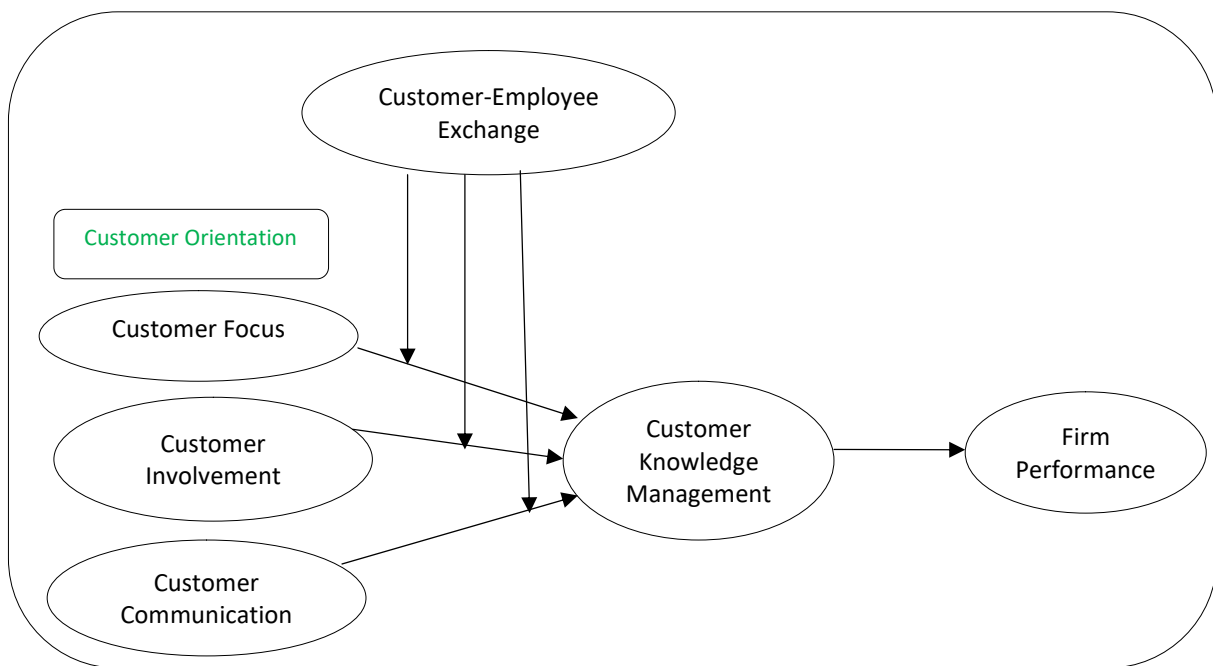 Customer-Employee
Exchange
Customer Orientation
Customer Focus
Customer
Involvement
Customer
Communication
Customer
Knowledge
Management
Firm
Performance